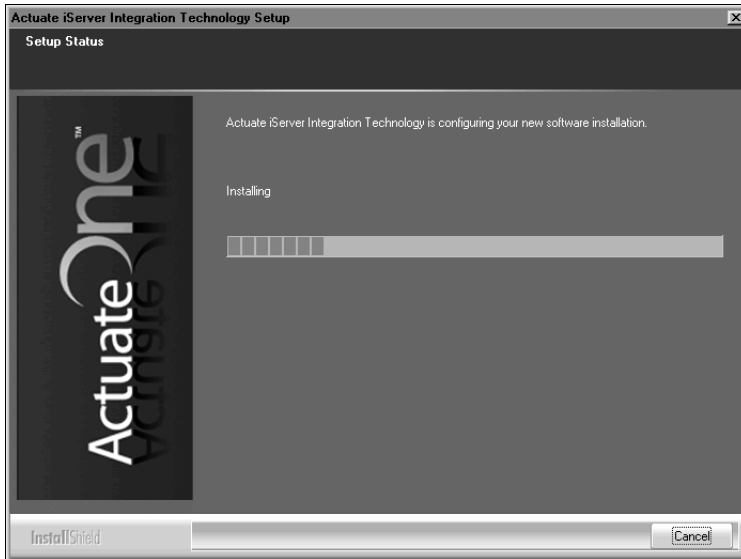 Actuate iServer Integration Technology Setup
Setup Status
Actuate iServer Integration Technology is configuring your new software installation.
Installing
ActuateOne™
InstallShield
Cancel